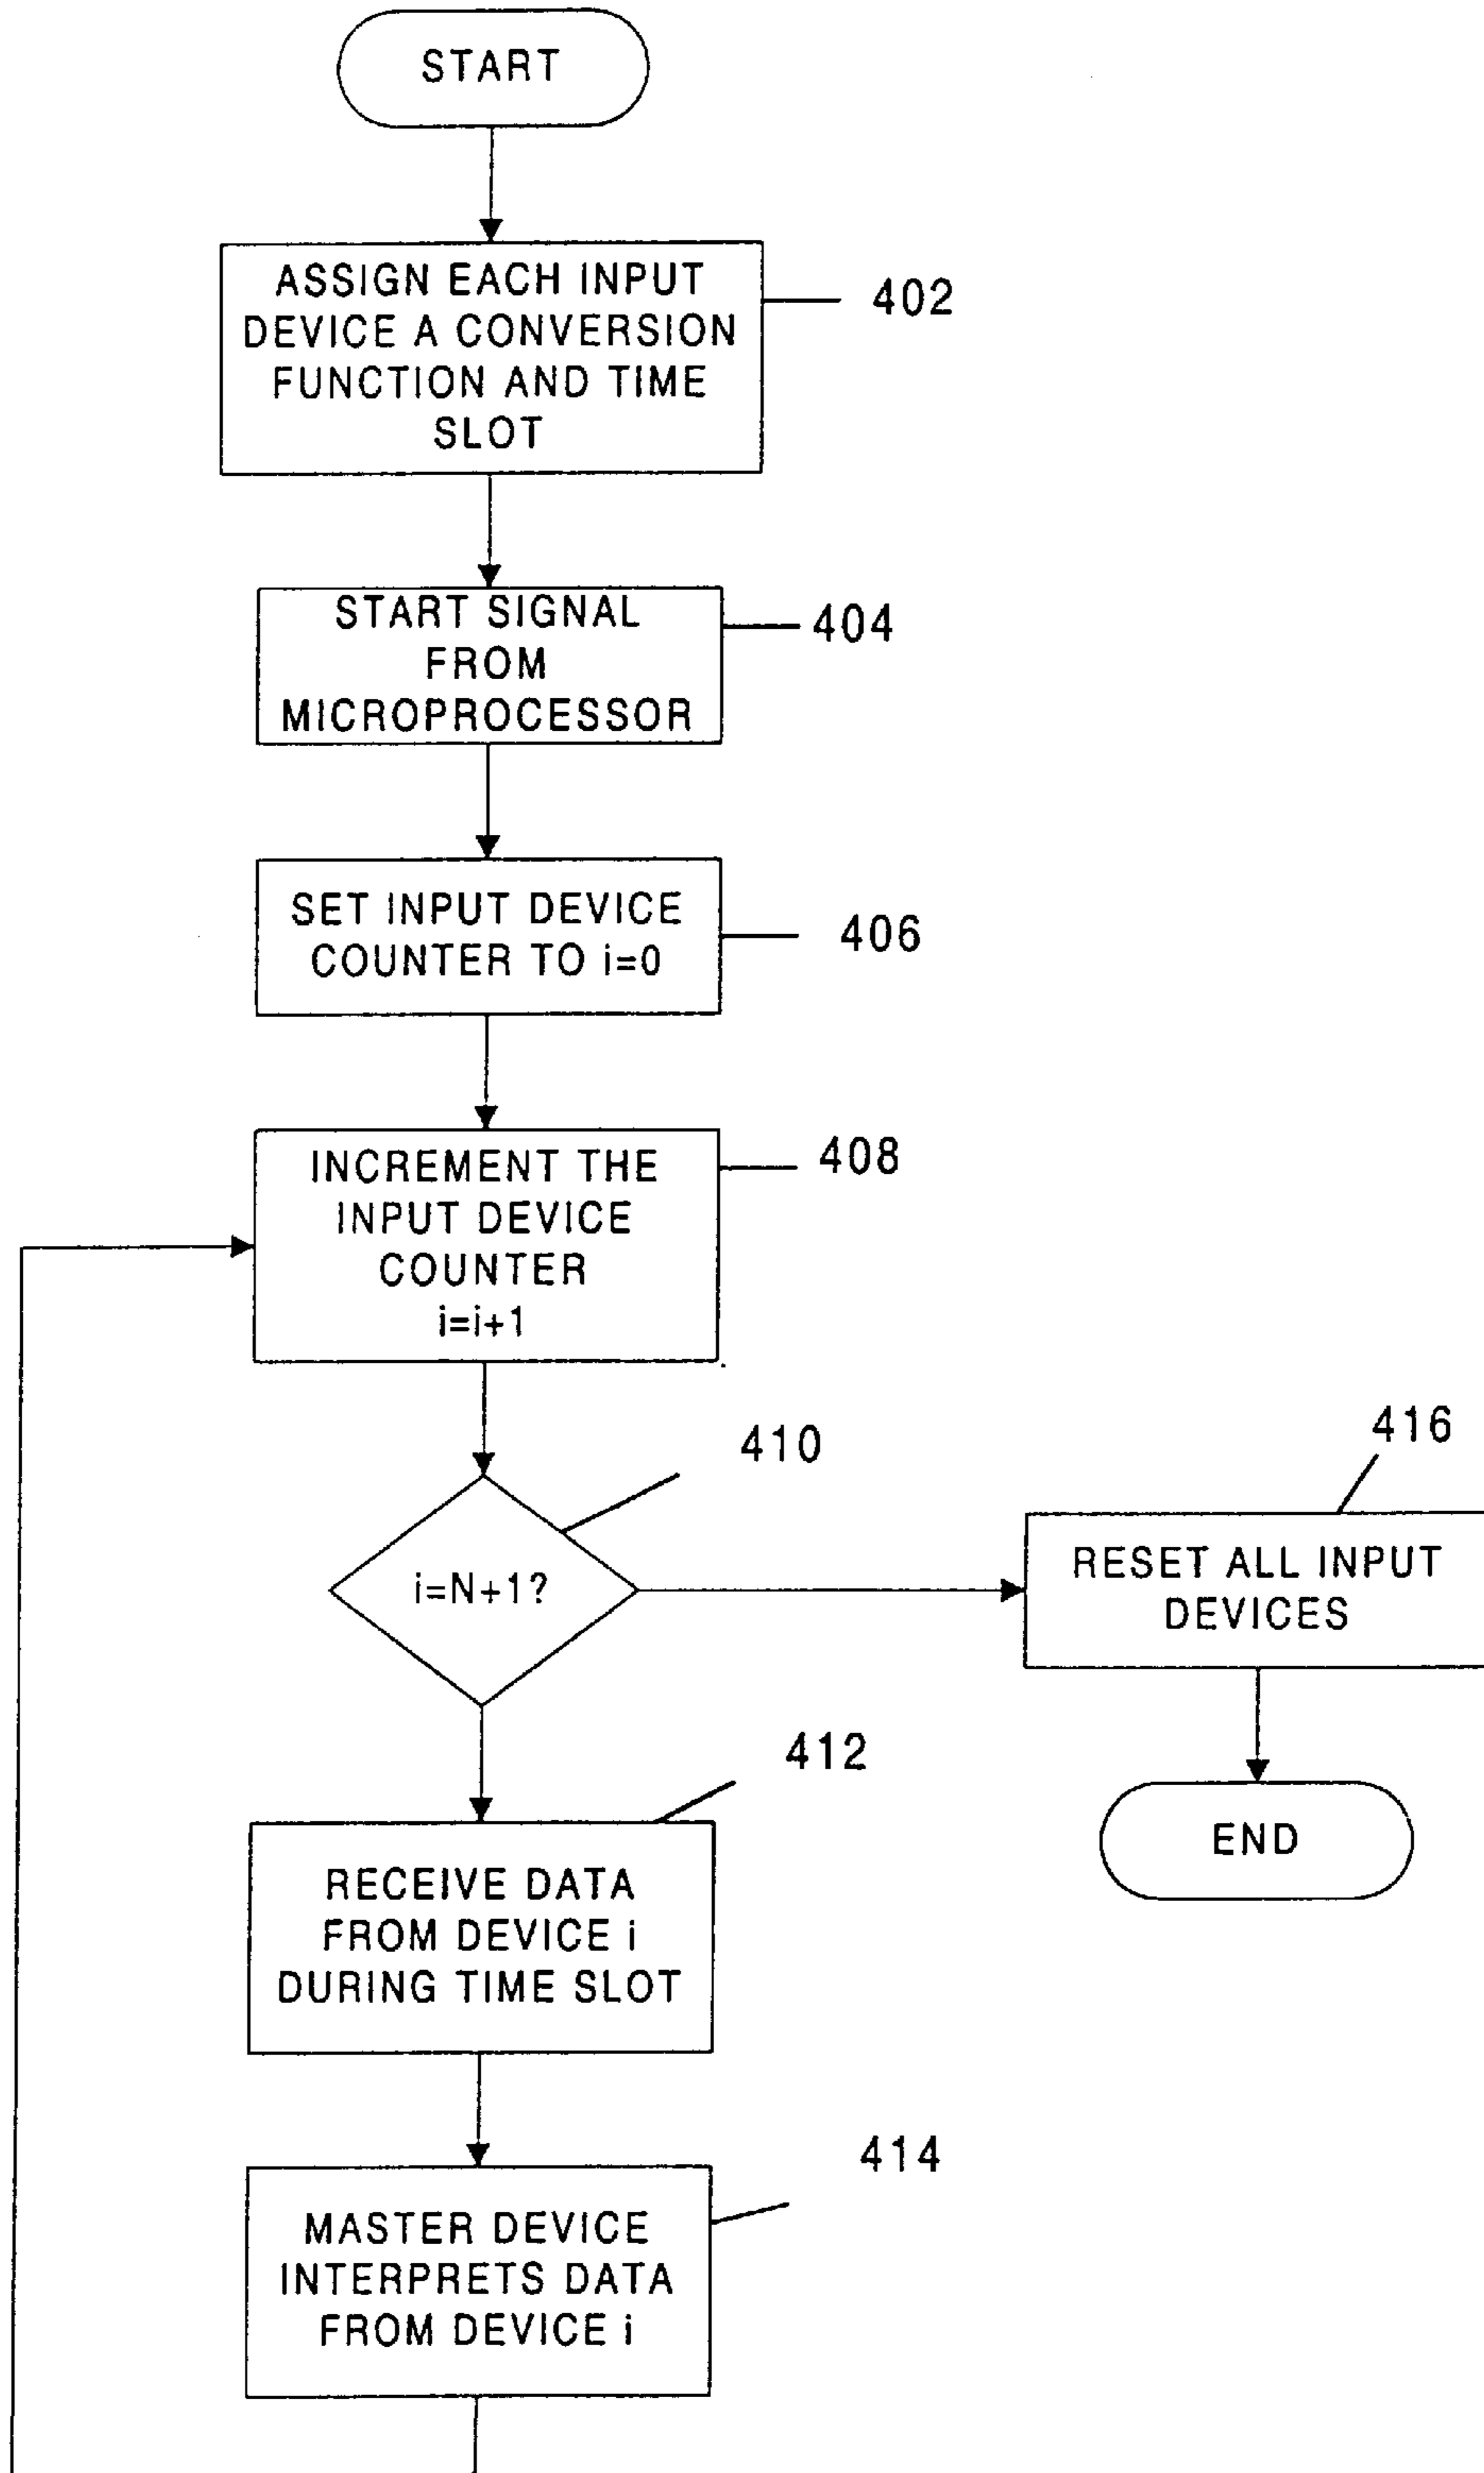 START
ASSIGN EACH INPUT
DEVICE A CONVERSION
FUNCTION AND TIME
SLOT
402
START SIGNAL
FROM
MICROPROCESSOR
404
SET INPUT DEVICE
COUNTER TO i=0
406
INCREMENT THE
INPUT DEVICE
COUNTER
i=i+1
408
410
i=N+1?
416
RESET ALL INPUT
DEVICES
412
RECEIVE DATA
FROM DEVICE i
DURING TIME SLOT
END
414
MASTER DEVICE
INTERPRETS DATA
FROM DEVICE i